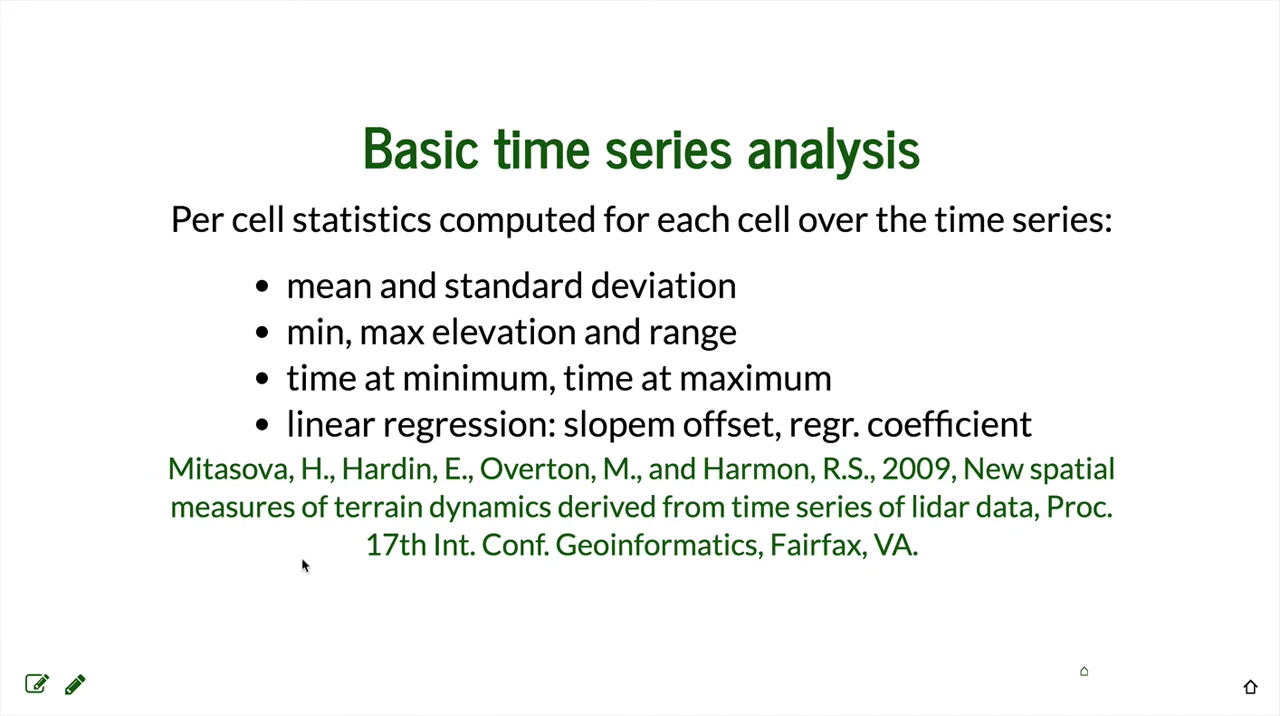 Basic time series analysis
Per cell statistics computed for each cell over the time series:
• mean and standard deviation
• min, max elevation and range
• time at minimum, time at maximum
• linear regression: slopem offset, regr. coefficient
Mitasova, H., Hardin, E., Overton, M., and Harmon, R.S., 2009, New spatial
measures of terrain dynamics derived from time series of lidar data, Proc.
17th Int. Conf. Geoinformatics, Fairfax, VA.